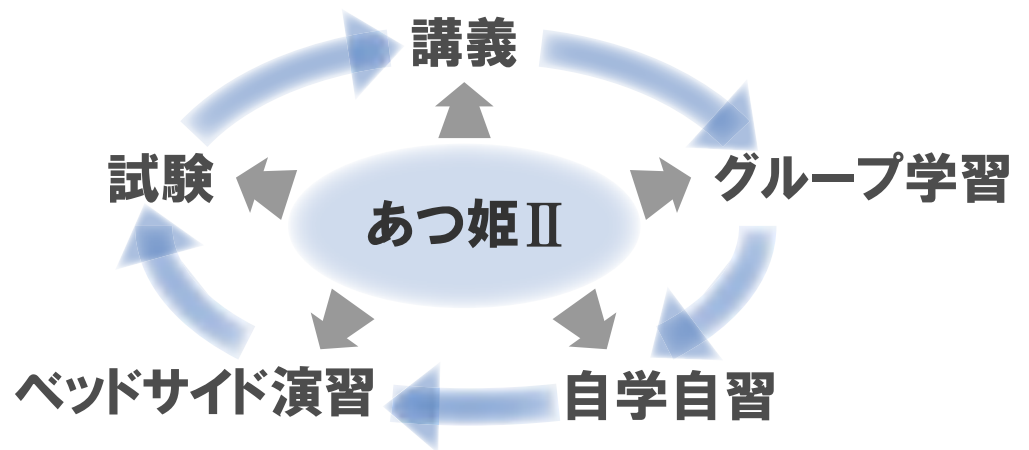 講義
試験
グループ学習
あつ姫Ⅱ
ベッドサイド演習
自学自習